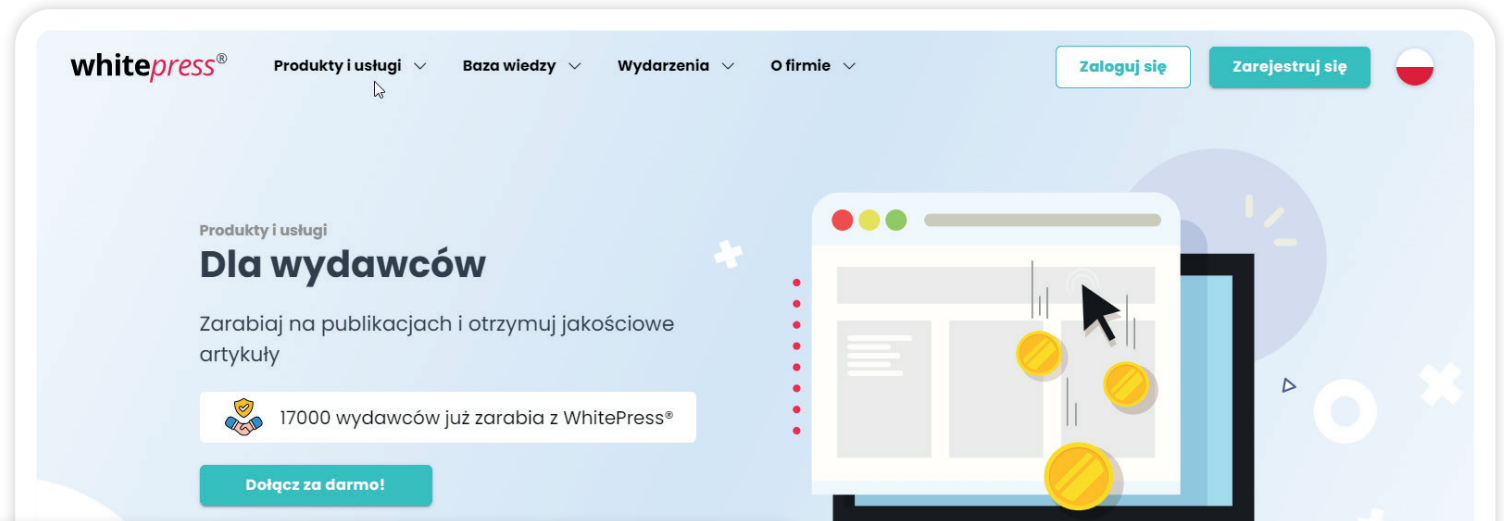 whitepress®
Produkty i usługi
Baza wiedzy
Wydarzenia
O firmie
Zaloguj się
Zarejestruj się
Produkty i usługi
Dla wydawców
Zarabiaj na publikacjach i otrzymuj jakościowe
artykuły
17000 wydawców już zarabia z WhitePress®
Dołącz za darmo!